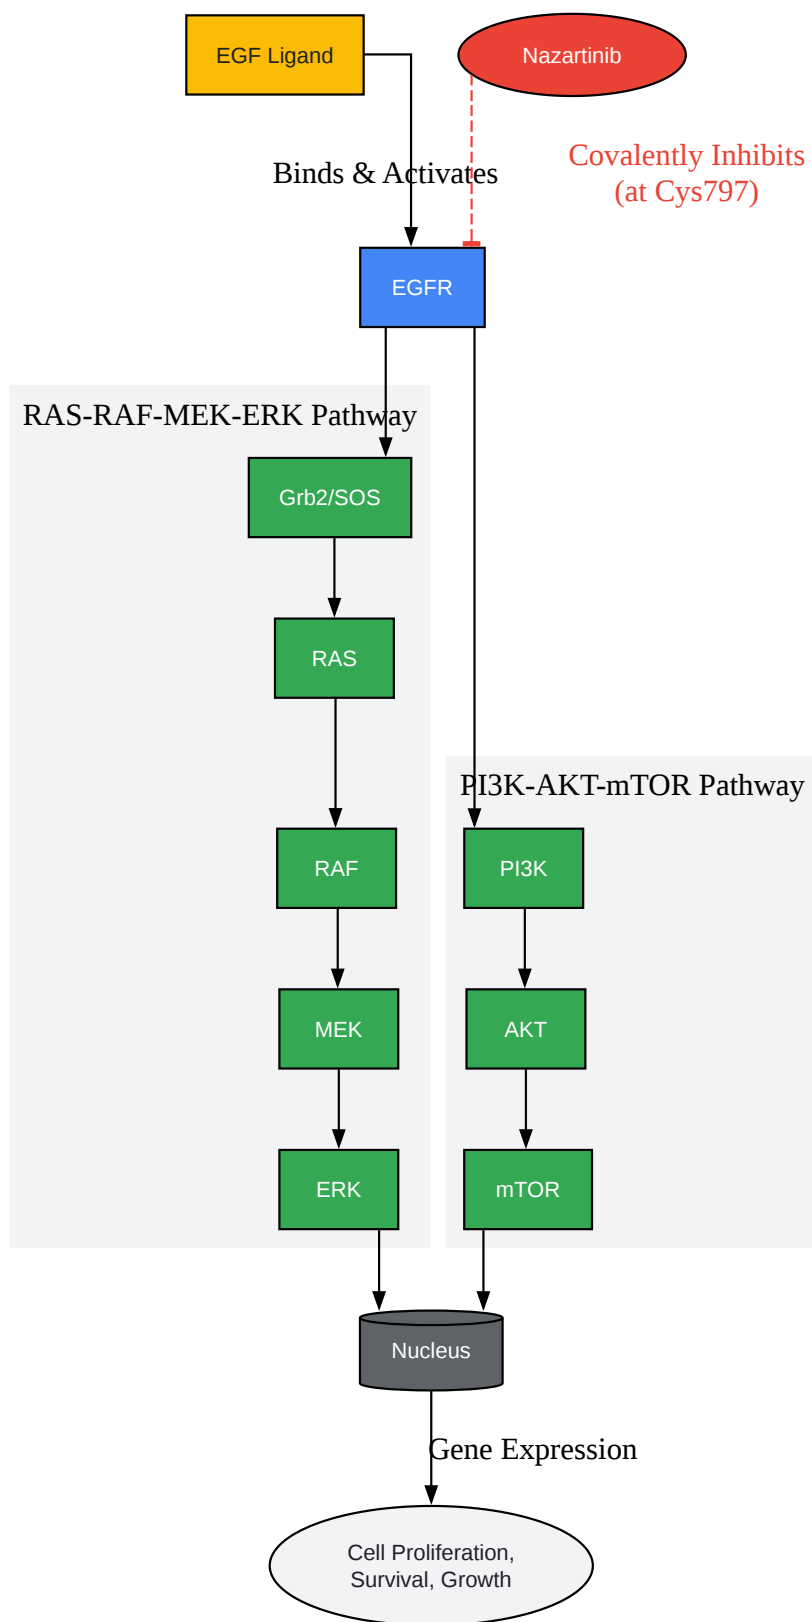 EGF Ligand
Nazartinib
Binds & Activates
Covalently Inhibits
(at Cys797)
EGFR
RAS-RAF-MEK-ERK Pathway
Grb2/SOS
RAS
PI3K-AKT-mTOR Pathway
RAF
PI3K
MEK
AKT
ERK
mTOR
Nucleus
Gene Expression
Cell Proliferation,
Survival, Growth